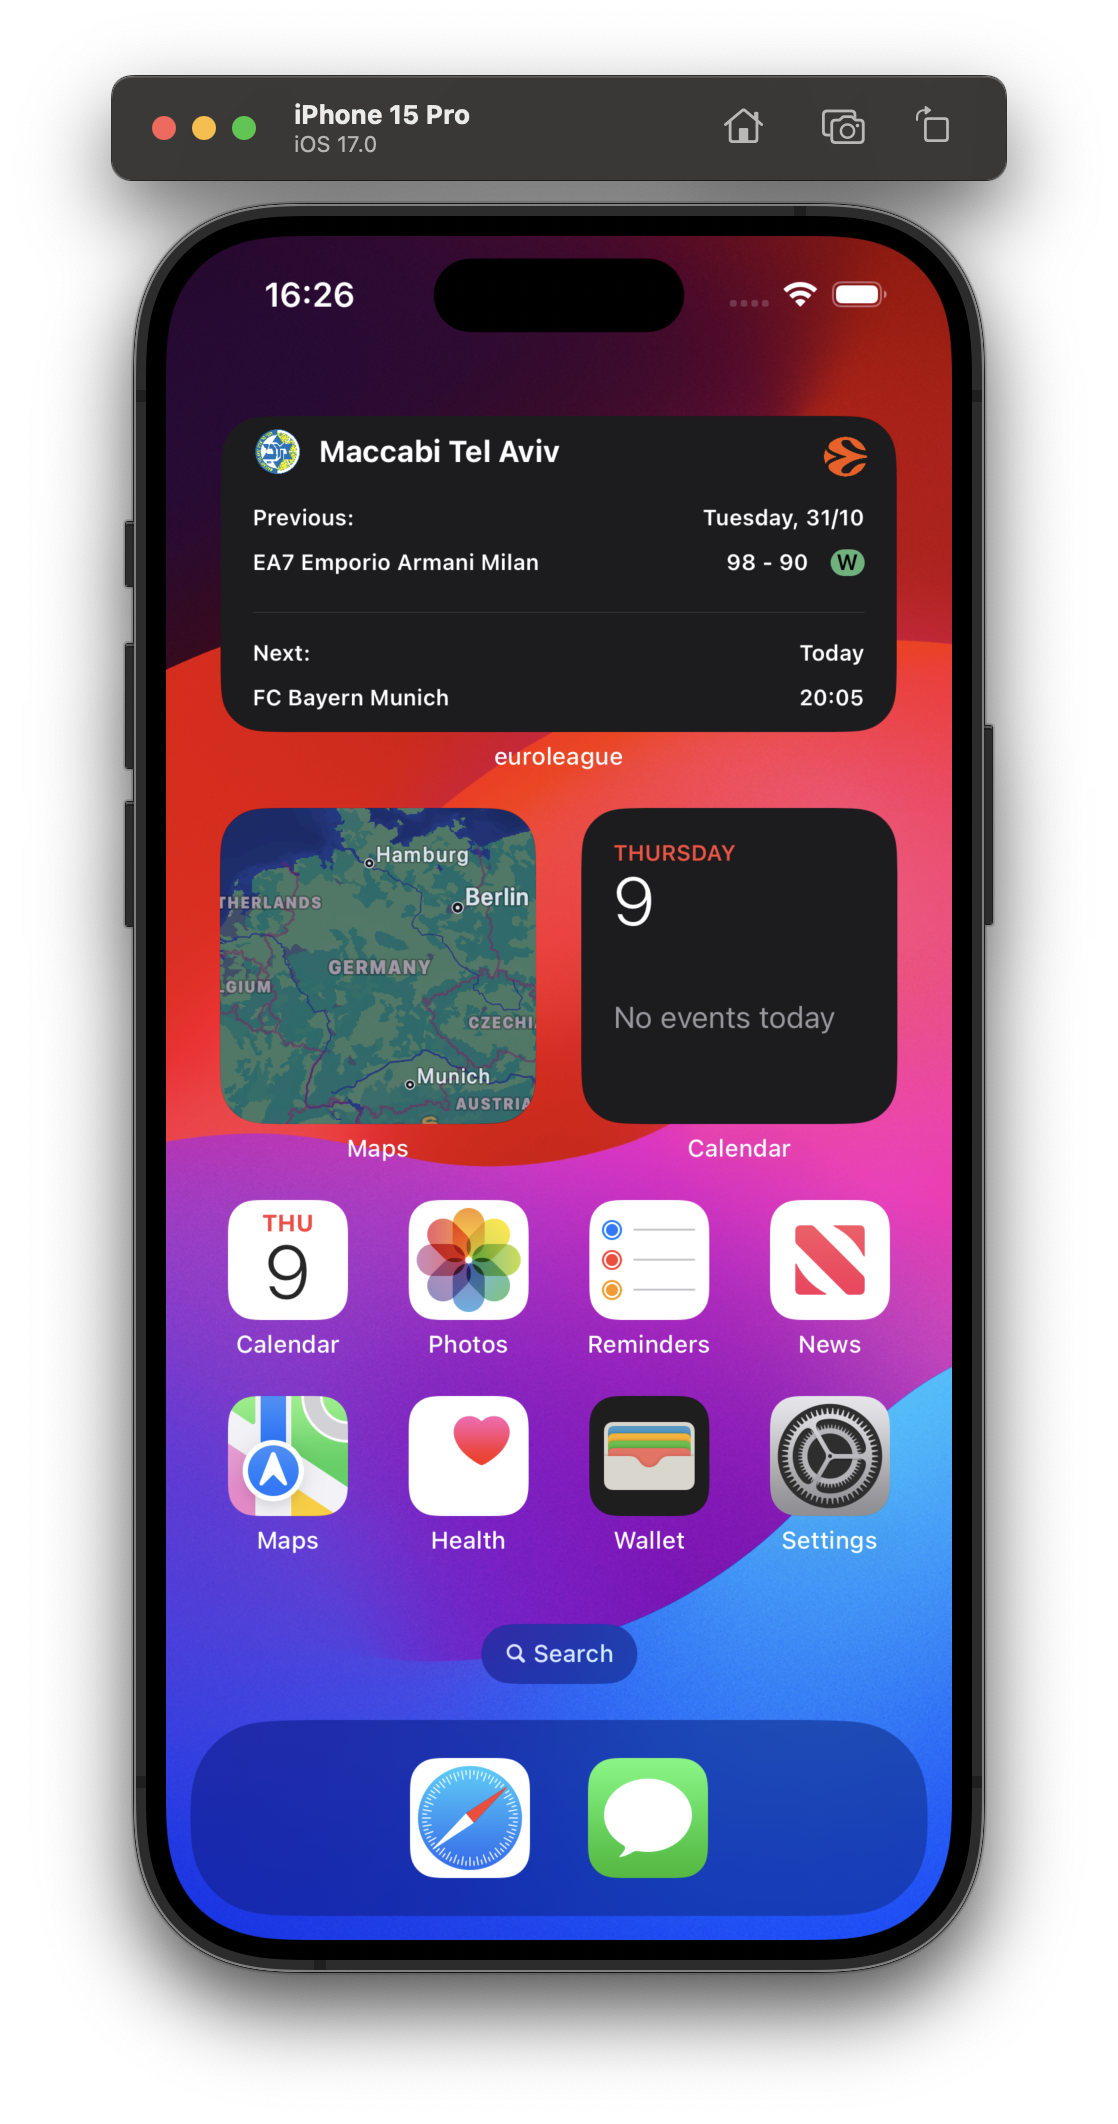 iPhone 15 Pro
iOS 17.0
16:26
Maccabi Tel Aviv
Previous: Tuesday, 31/10
EA7 Emporio Armani Milan 98 - 90 W
Next: Today
FC Bayern Munich 20:05
euroleague
Hamburg
Berlin
THERLANDS
GERMANY
LGIUM
CZECHI
Munich
AUSTRIA
Maps
THURSDAY
9
No events today
Calendar
THU
9
Calendar Photos Reminders News
Maps Health Wallet Settings
Search